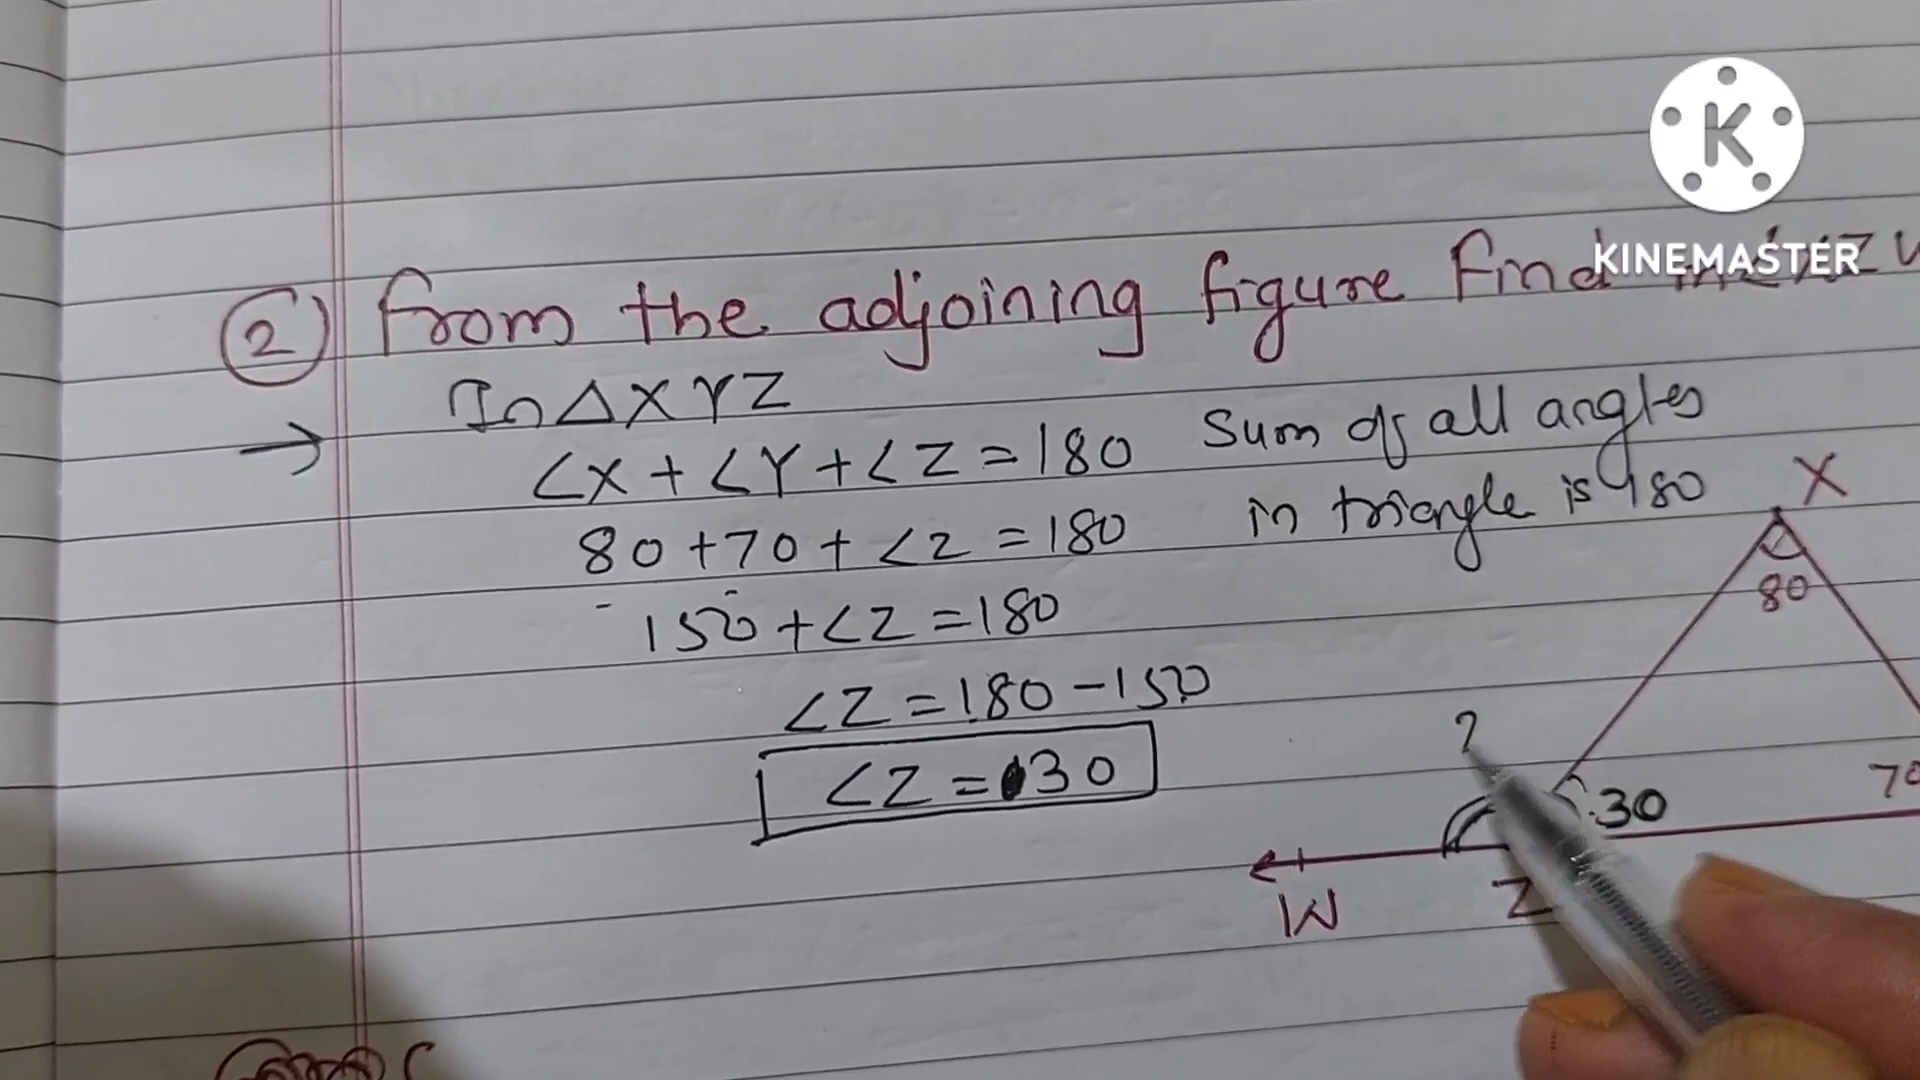 K
KINEMASTER
② From the adjoining figure Find
In △XYZ
∠X + ∠Y + ∠Z = 180 Sum of all angles
80 + 70 + ∠Z = 180 in triangle is 180
150 + ∠Z = 180
∠Z = 180 - 150
∠Z = 30
X
80
?
30
70
W
Z